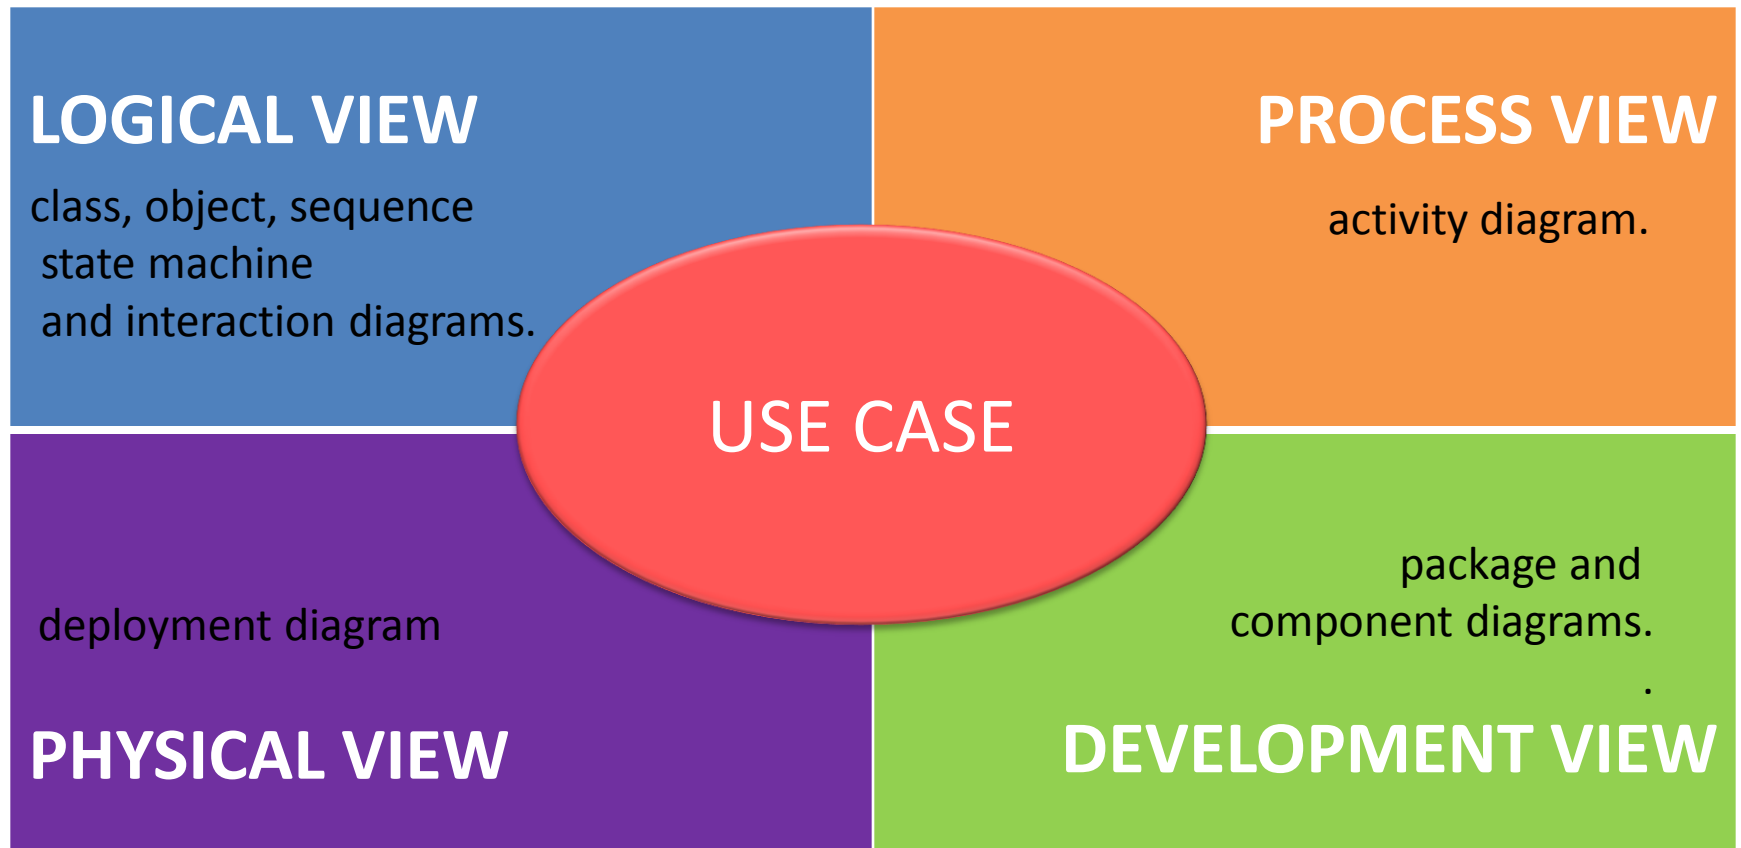 LOGICAL VIEW
class, object, sequence
state machine
and interaction diagrams.
PROCESS VIEW
activity diagram.
USE CASE
deployment diagram
PHYSICAL VIEW
package and
component diagrams.
.
DEVELOPMENT VIEW